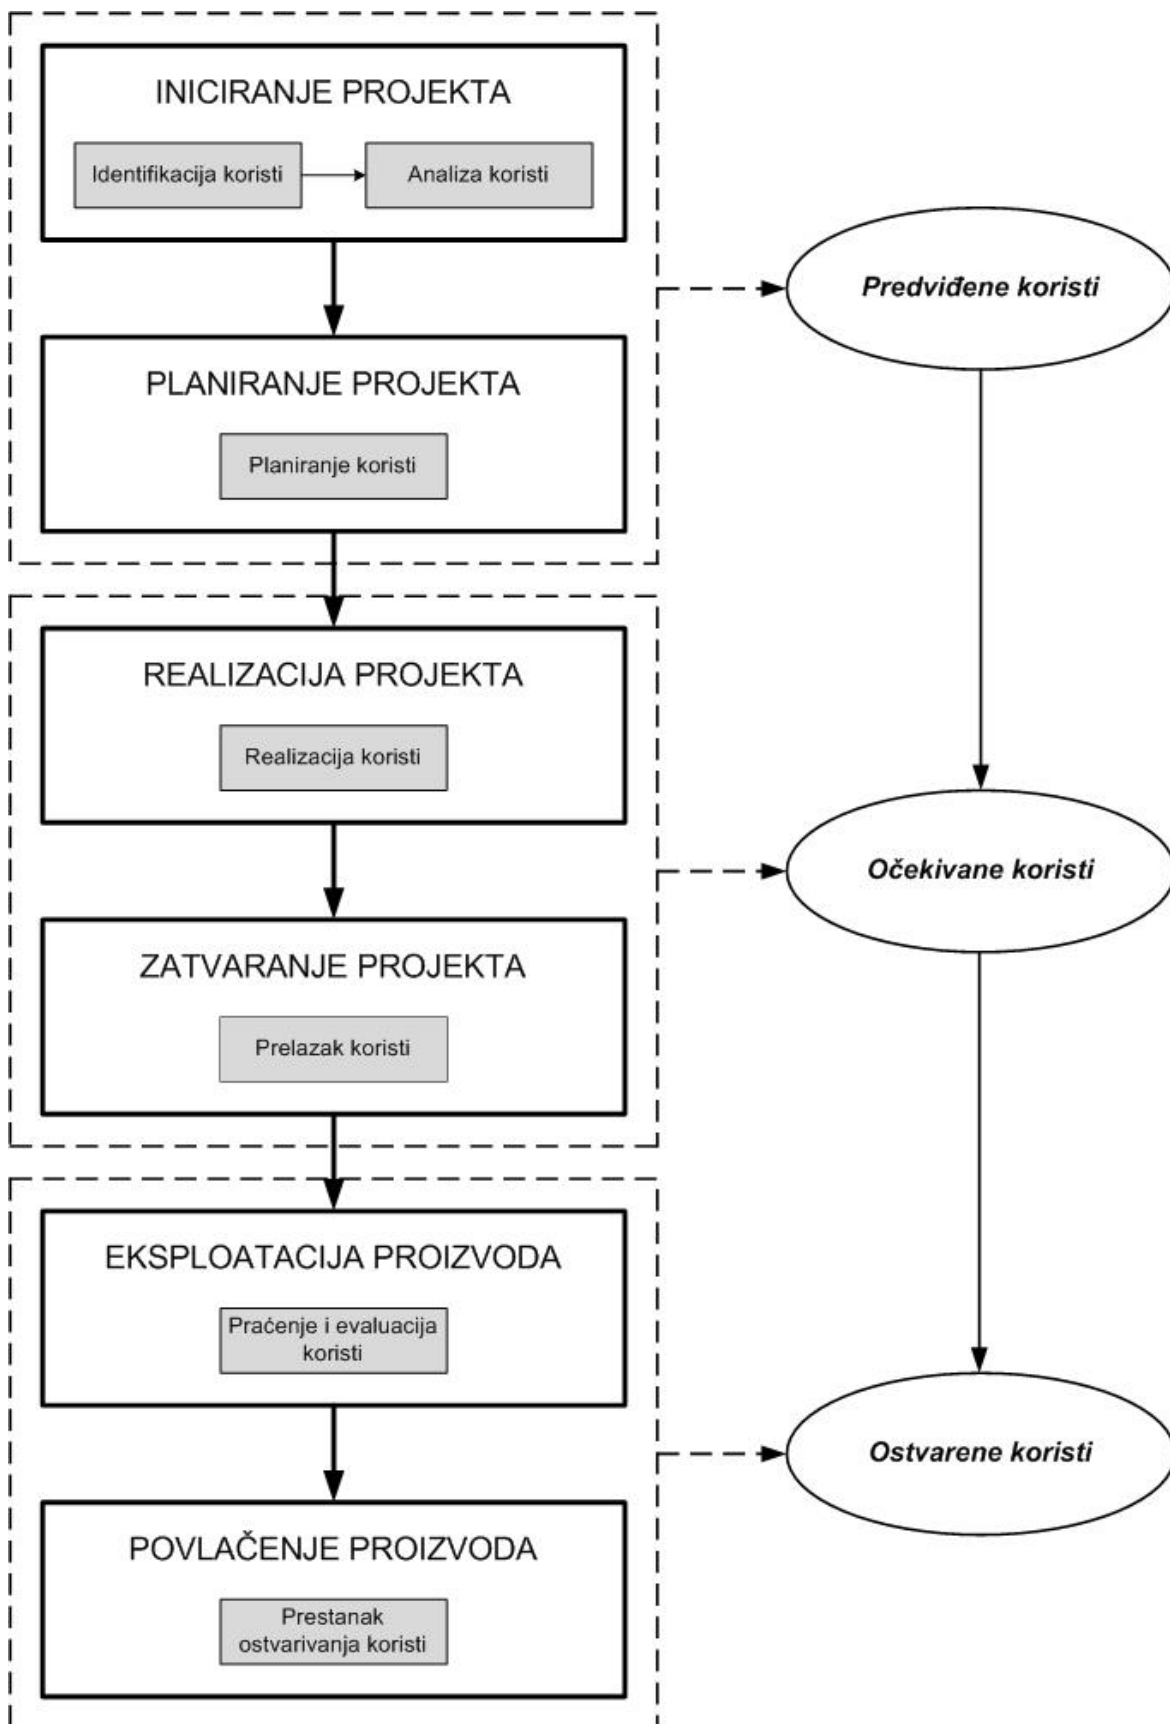 INICIRANJE PROJEKTA
Identifikacija koristi
Analiza koristi
Predviđene koristi
PLANIRANJE PROJEKTA
Planiranje koristi
REALIZACIJA PROJEKTA
Realizacija koristi
Očekivane koristi
ZATVARANJE PROJEKTA
Prelazak koristi
EKSPLOATACIJA PROIZVODA
Praćenje i evaluacija
koristi
Ostvarene koristi
POVLAČENJE PROIZVODA
Prestanak
ostvarivanja koristi